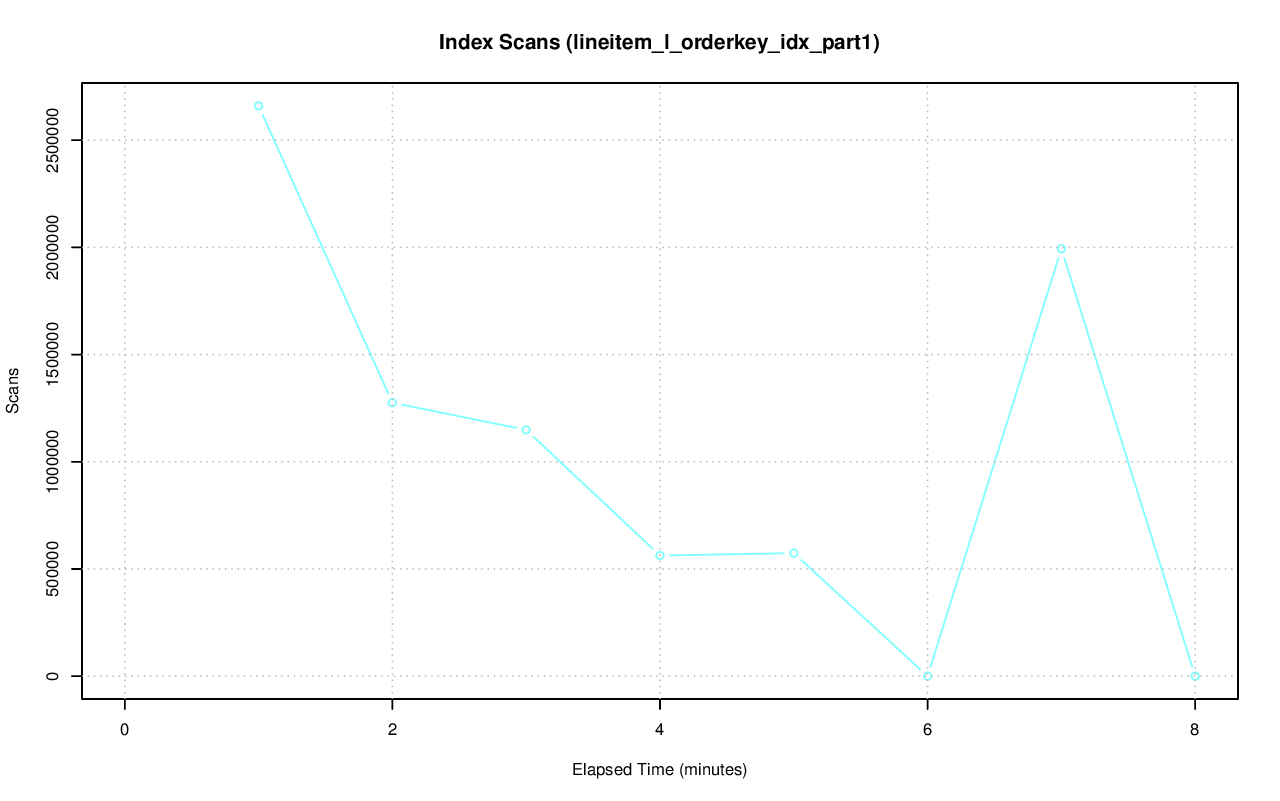 Index Scans (lineitem_l_orderkey_idx_part1)
Scans
2500000
2000000
1500000
1000000
500000
0
0 2 4 6 8
Elapsed Time (minutes)